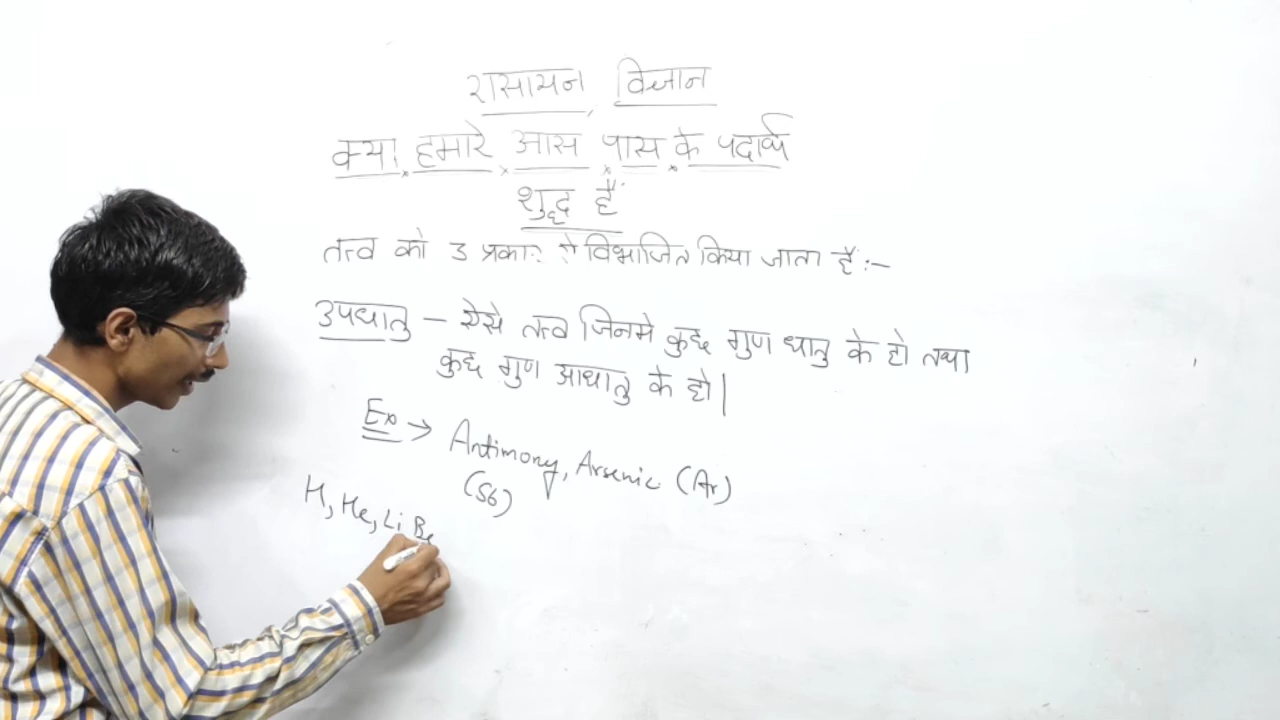 रासायन विज्ञान
क्या हमारे आस पास के पदार्थ
शुद्ध हैं
तत्व को 3 प्रकार से विभाजित किया जाता है :-
उपधातु – ऐसे तत्व जिनमे कुछ गुण धातु के हो तथा
कुछ गुण आधातु के हो |
Ex → Antimony, Arsenic (Ar)
(Sb)
H, He, Li Be